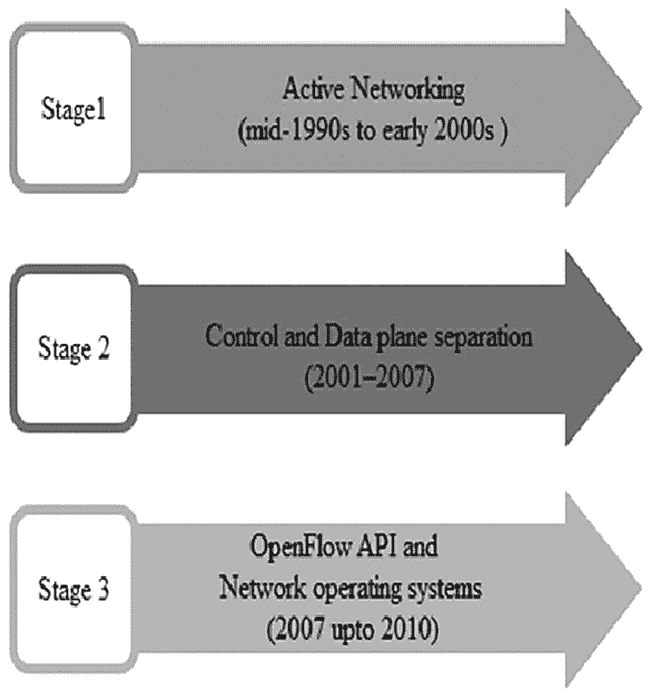 Stage1
Active Networking
(mid-1990s to early 2000s )
Stage 2
Control and Data plane separation
(2001–2007)
Stage 3
OpenFlow API and
Network operating systems
(2007 upto 2010)